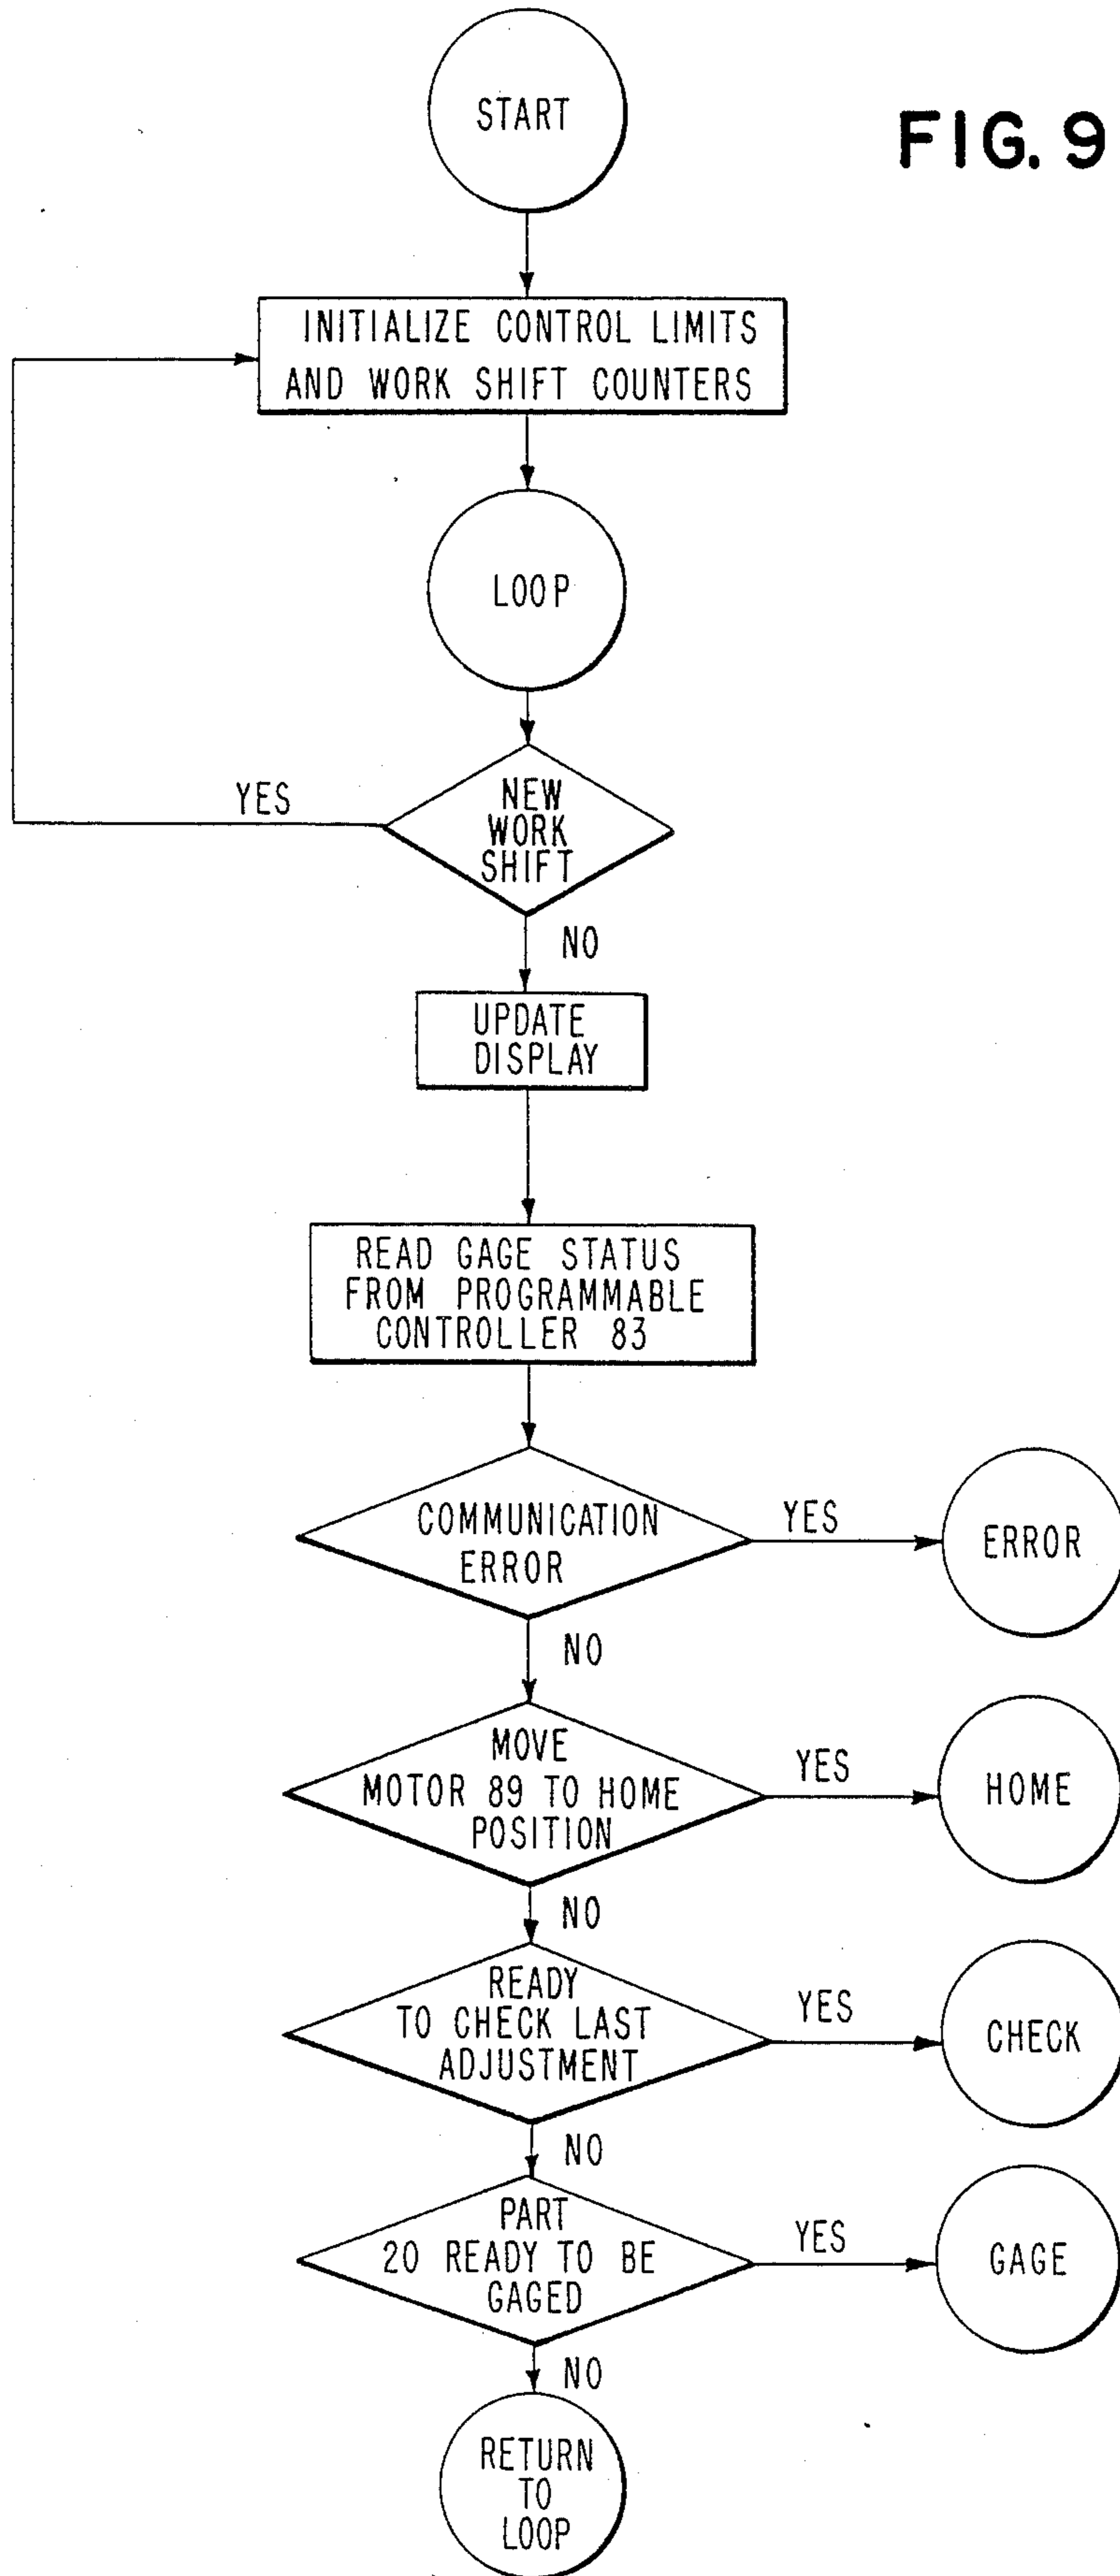 START
FIG. 9
INITIALIZE CONTROL LIMITS
AND WORK SHIFT COUNTERS
LOOP
YES
NEW
WORK
SHIFT
NO
UPDATE
DISPLAY
READ GAGE STATUS
FROM PROGRAMMABLE
CONTROLLER 83
COMMUNICATION
ERROR
YES
ERROR
NO
MOVE
MOTOR 89 TO HOME
POSITION
YES
HOME
NO
READY
TO CHECK LAST
ADJUSTMENT
YES
CHECK
NO
PART
20 READY TO BE
GAGED
YES
GAGE
NO
RETURN
TO
LOOP